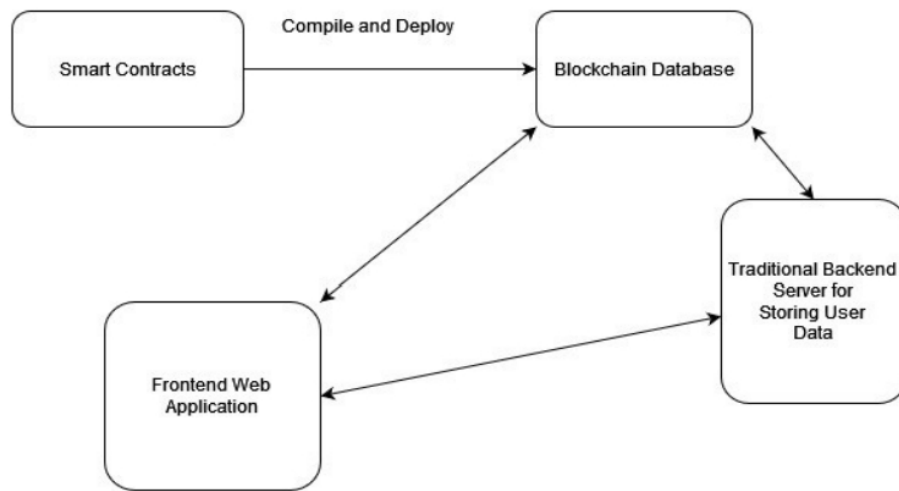 Compile and Deploy
Smart Contracts
Blockchain Database
Traditional Backend
Server for
Storing User
Data
Frontend Web
Application